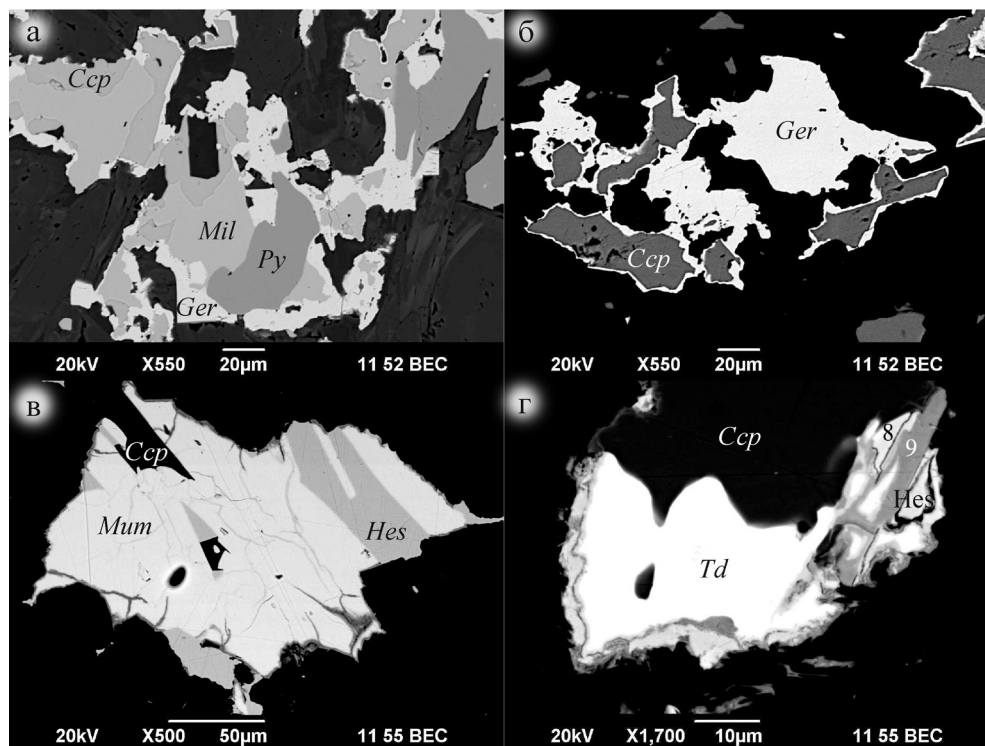 а
Ccp
Mil
Py
Ger
20kV X550 20µm 11 52 BEC
б
Ger
Ccp
20kV X550 20µm 11 52 BEC
в
Ccp
Mum
Hes
20kV X500 50µm 11 55 BEC
г
Ccp
8
9
Hes
Td
20kV X1,700 10µm 11 55 BEC